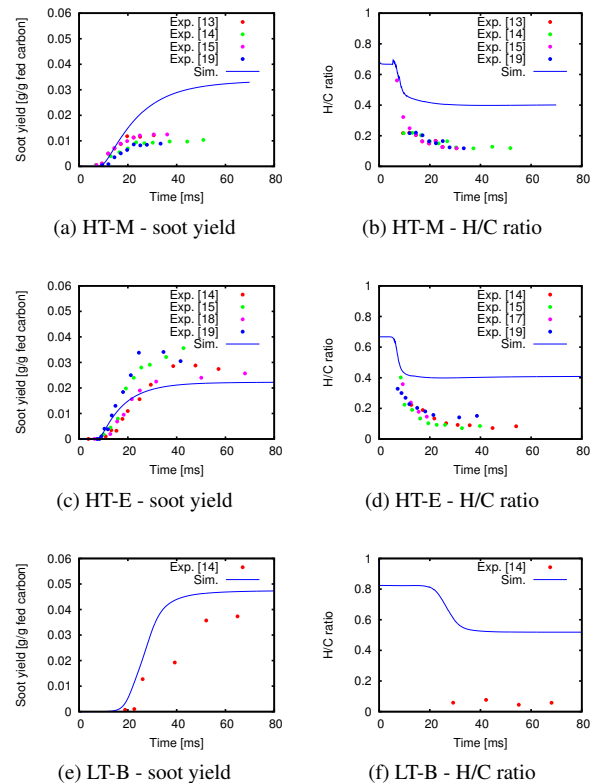 Soot yield [g/g fed carbon]
0.06
0.05
0.04
0.03
0.02
0.01
0
0 20 40 60 80
Time [ms]
Exp. [13]
Exp. [14]
Exp. [15]
Exp. [19]
Sim.
(a) HT-M - soot yield
H/C ratio
1
0.8
0.6
0.4
0.2
0
0 20 40 60 80
Time [ms]
Exp. [13]
Exp. [14]
Exp. [15]
Exp. [19]
Sim.
(b) HT-M - H/C ratio
Soot yield [g/g fed carbon]
0.06
0.05
0.04
0.03
0.02
0.01
0
0 20 40 60 80
Time [ms]
Exp. [14]
Exp. [15]
Exp. [18]
Exp. [19]
Sim.
(c) HT-E - soot yield
H/C ratio
1
0.8
0.6
0.4
0.2
0
0 20 40 60 80
Time [ms]
Exp. [14]
Exp. [15]
Exp. [17]
Exp. [19]
Sim.
(d) HT-E - H/C ratio
Soot yield [g/g fed carbon]
0.06
0.05
0.04
0.03
0.02
0.01
0
0 20 40 60 80
Time [ms]
Exp. [14]
Sim.
(e) LT-B - soot yield
H/C ratio
1
0.8
0.6
0.4
0.2
0
0 20 40 60 80
Time [ms]
Exp. [14]
Sim.
(f) LT-B - H/C ratio